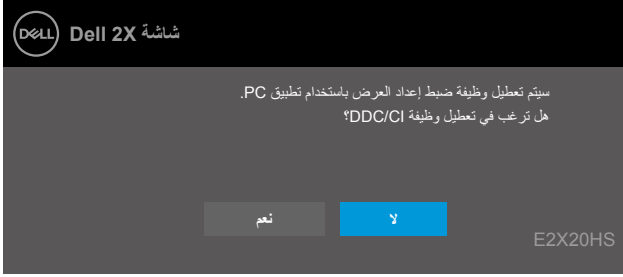 DELL
شاشة Dell 2X
سيتم تعطيل وظيفة ضبط إعداد العرض باستخدام تطبيق PC.
هل ترغب في تعطيل وظيفة DDC/CI؟
لا
نعم
E2X20HS